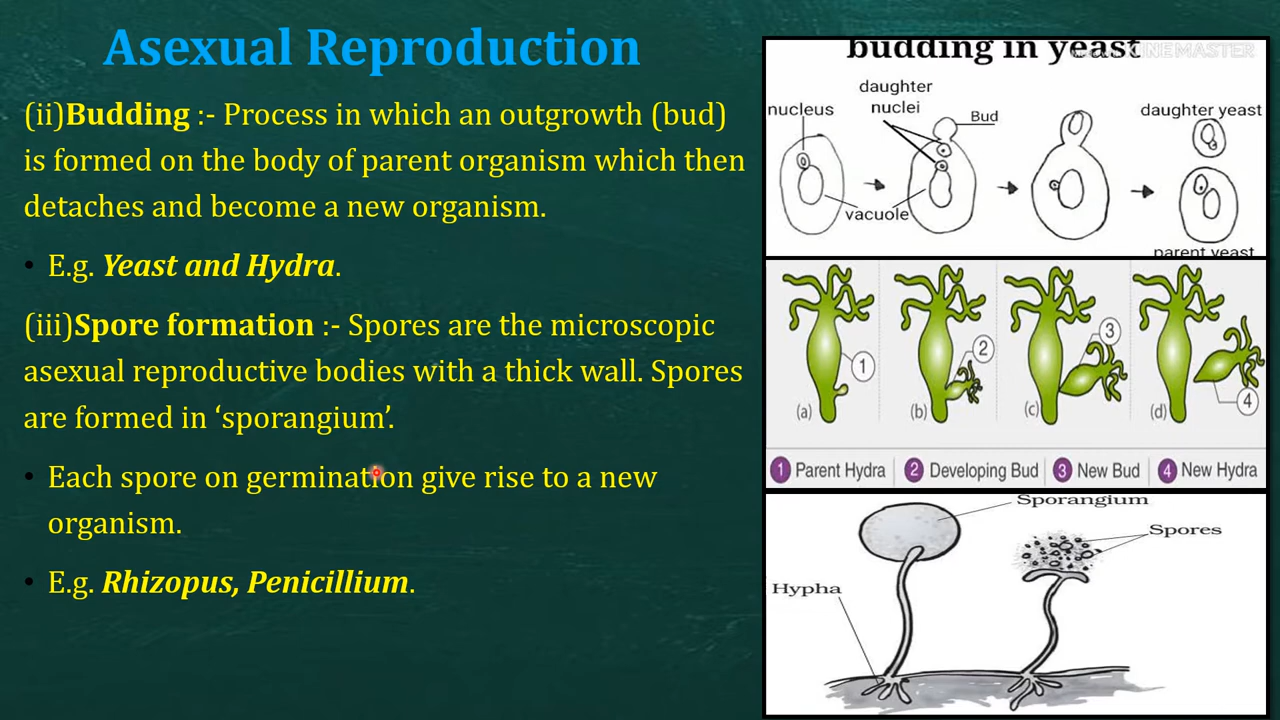 Asexual Reproduction
(ii)Budding :- Process in which an outgrowth (bud)
is formed on the body of parent organism which then
detaches and become a new organism.
• E.g. Yeast and Hydra.
(iii)Spore formation :- Spores are the microscopic
asexual reproductive bodies with a thick wall. Spores
are formed in ‘sporangium’.
• Each spore on germination give rise to a new
organism.
• E.g. Rhizopus, Penicillium.
budding in yeast
KINEMASTER
daughter
nuclei
nucleus
Bud
daughter yeast
vacuole
parent yeast
1
2
3
4
(a)
(b)
(c)
(d)
1 Parent Hydra
2 Developing Bud
3 New Bud
4 New Hydra
Sporangium
Spores
Hypha